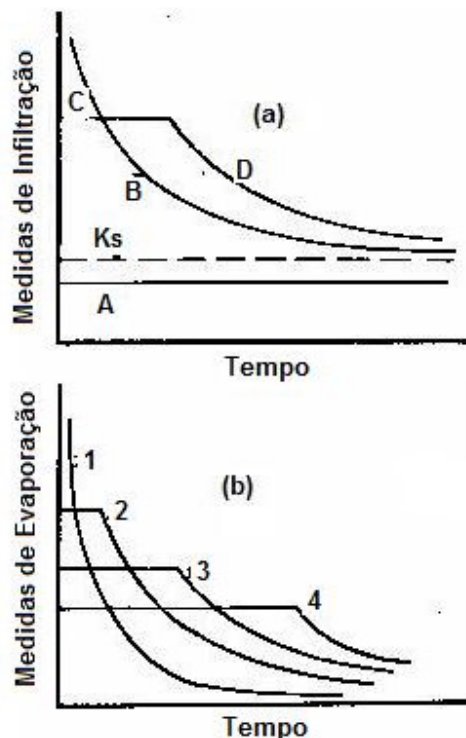 Medidas de Infiltração
C
(a)
D
B
Ks
A
Tempo
Medidas de Evaporação
1
(b)
2
3
4
Tempo